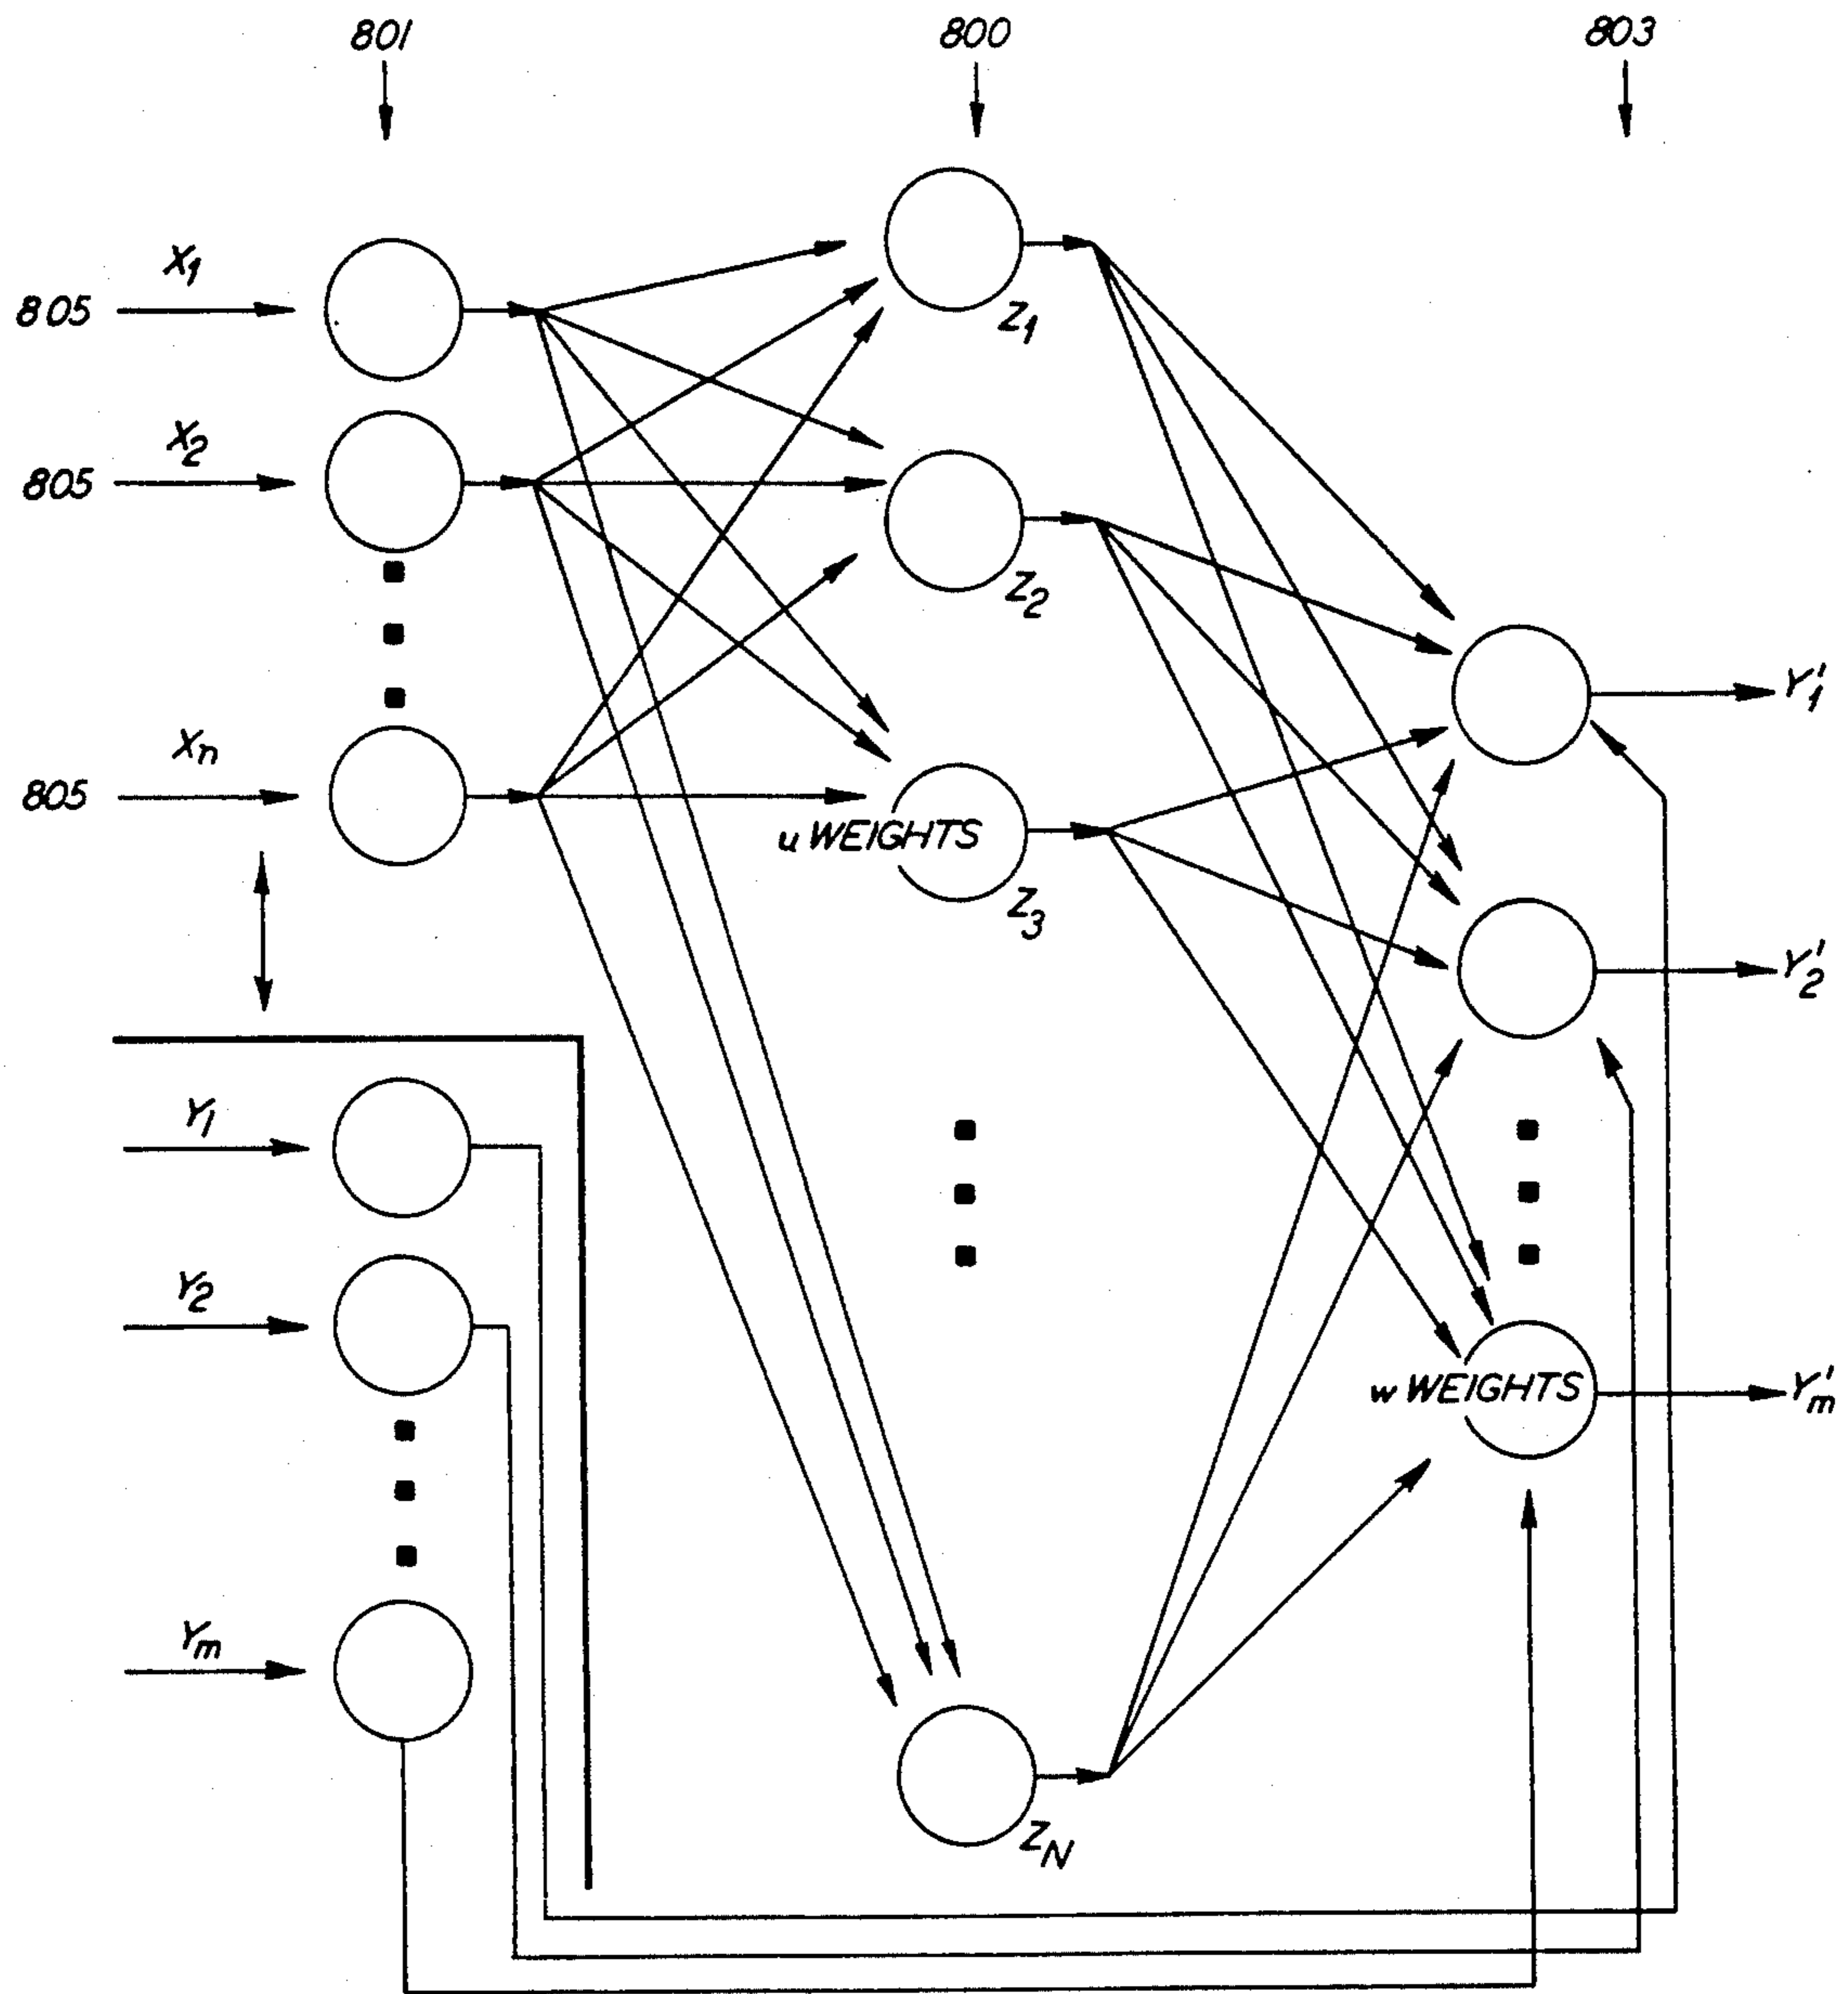 801
800
803
X1
805
Z1
X2
805
Z2
Xn
805
u WEIGHTS
Z3
Y'1
Y'2
Y1
Y2
w WEIGHTS
Y'm
Ym
ZN